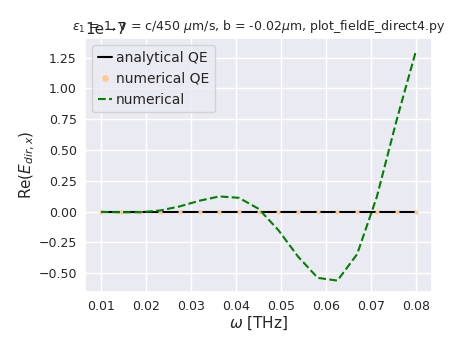 1e−7
ε₁ = 1, v = c/450 μm/s, b = -0.02μm, plot_fieldE_direct4.py
analytical QE
numerical QE
numerical
Re(E_{dir, x})
1.25
1.00
0.75
0.50
0.25
0.00
−0.25
−0.50
0.01 0.02 0.03 0.04 0.05 0.06 0.07 0.08
ω [THz]